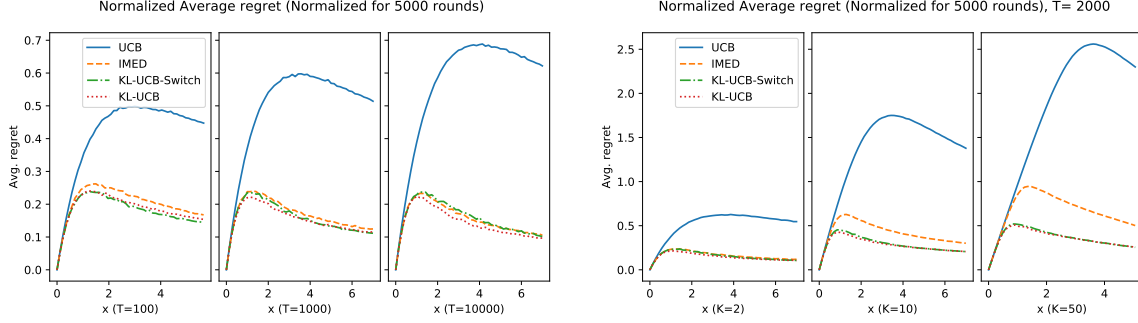 Normalized Average regret (Normalized for 5000 rounds)
0.7
0.6
0.5
0.4
0.3
0.2
0.1
0.0
Avg. regret
UCB
IMED
KL-UCB-Switch
KL-UCB
0 2 4
x (T=100)
0 2 4 6
x (T=1000)
0 2 4 6
x (T=10000)
Normalized Average regret (Normalized for 5000 rounds), T= 2000
2.5
2.0
1.5
1.0
0.5
0.0
Avg. regret
UCB
IMED
KL-UCB-Switch
KL-UCB
0 2 4 6
x (K=2)
0 2 4 6
x (K=10)
0 2 4
x (K=50)